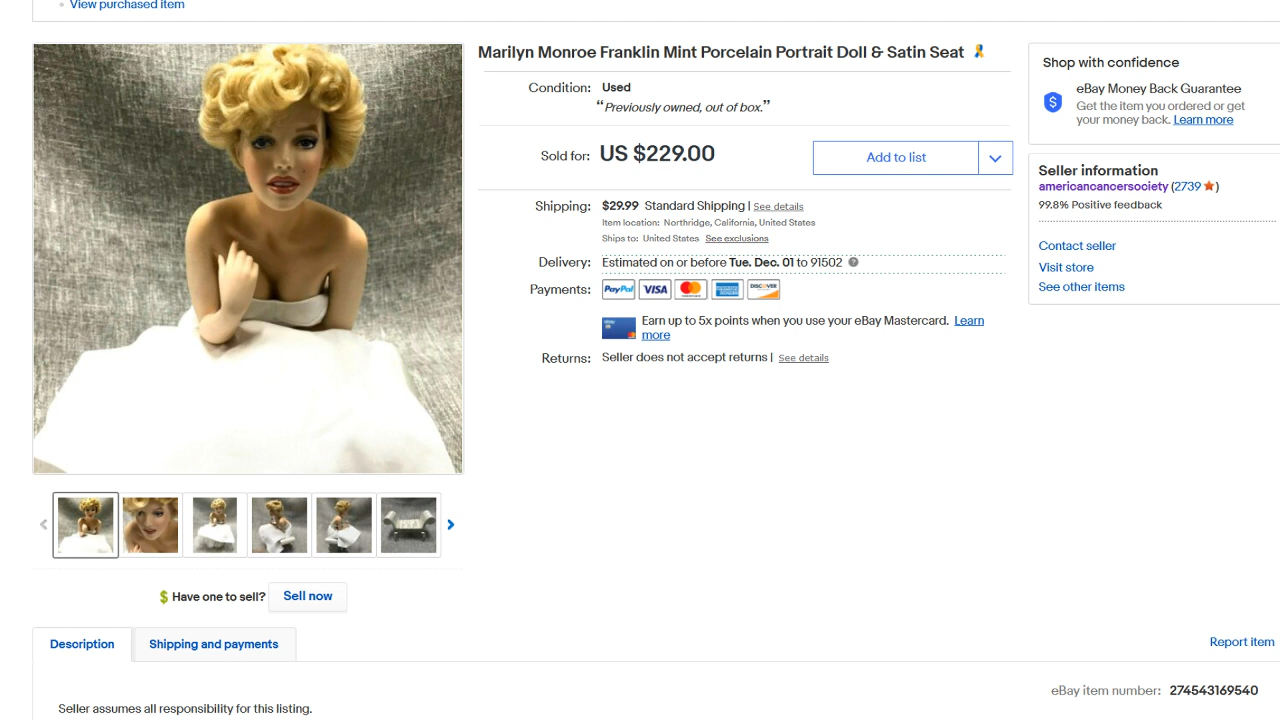 View purchased item
Marilyn Monroe Franklin Mint Porcelain Portrait Doll & Satin Seat
Condition: Used
“Previously owned, out of box.”
Sold for: US $229.00
Add to list
Shipping: $29.99 Standard Shipping | See details
Item location: Northridge, California, United States
Ships to: United States See exclusions
Delivery: Estimated on or before Tue. Dec. 01 to 91502 ?
Payments: PayPal VISA
DISCOVER
Earn up to 5x points when you use your eBay Mastercard. Learn
more
Returns: Seller does not accept returns | See details
Shop with confidence
eBay Money Back Guarantee
Get the item you ordered or get
your money back. Learn more
Seller information
americancancersociety (2739 ★)
99.8% Positive feedback
Contact seller
Visit store
See other items
$ Have one to sell? Sell now
Description Shipping and payments
Report item
eBay item number: 274543169540
Seller assumes all responsibility for this listing.